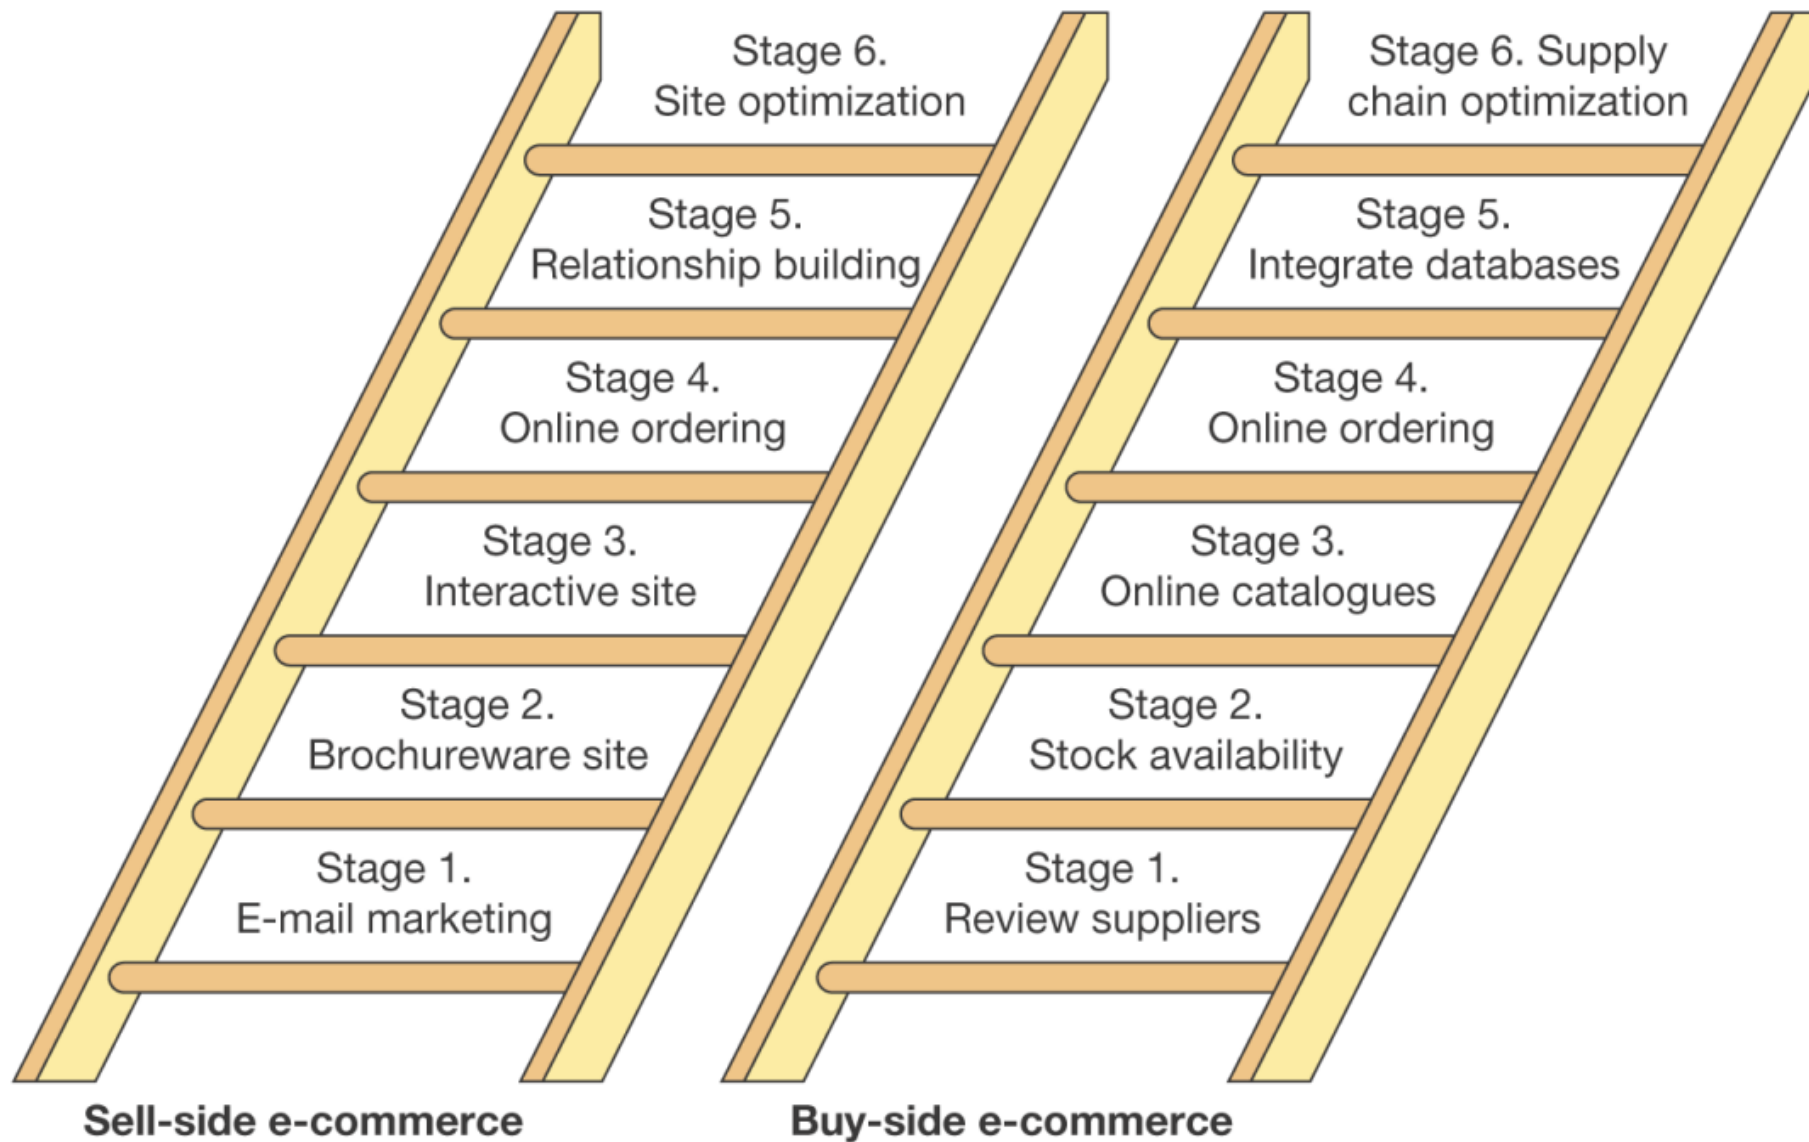 Stage 6.
Site optimization
Stage 5.
Relationship building
Stage 4.
Online ordering
Stage 3.
Interactive site
Stage 2.
Brochureware site
Stage 1.
E-mail marketing
Sell-side e-commerce
Stage 6. Supply
chain optimization
Stage 5.
Integrate databases
Stage 4.
Online ordering
Stage 3.
Online catalogues
Stage 2.
Stock availability
Stage 1.
Review suppliers
Buy-side e-commerce